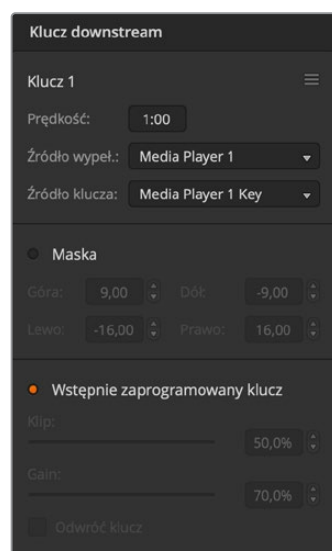 Klucz downstream
Klucz 1
Prędkość: 1:00
Źródło wypeł.: Media Player 1
Źródło klucza: Media Player 1 Key
Maska
Góra: 9,00 Dół: -9,00
Lewo: -16,00 Prawo: 16,00
Wstępnie zaprogramowany klucz
Klip:
50,0%
Gain:
70,0%
Odwróć klucz